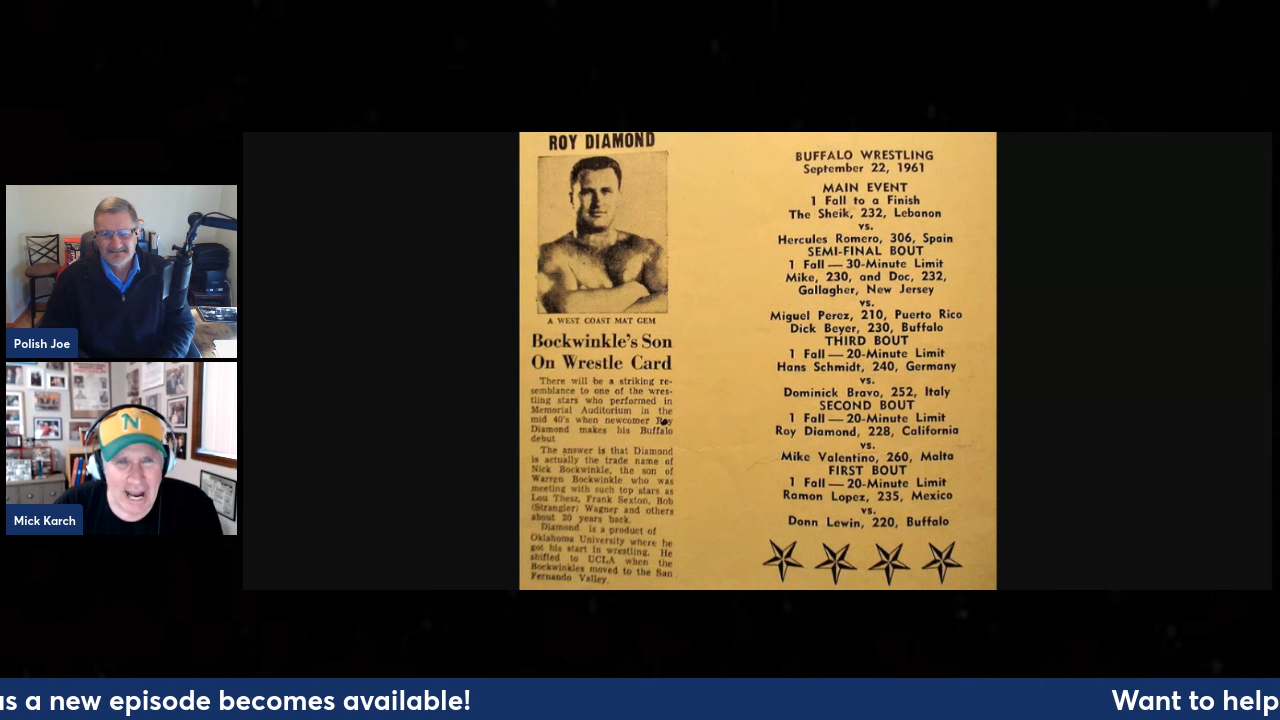 ROY DIAMOND
A WEST COAST MAT GEM
Bockwinkle's Son
On Wrestle Card
There will be a striking re-
semblance to one of the wres-
tling stars who performed in
Memorial Auditorium in the
mid 40's when newcomer Roy
Diamond makes his Buffalo
debut
The answer is that Diamond
is actually the trade name of
Nick Bockwinkle, the son of
Warren Bockwinkle who was
meeting with such top stars as
Lou Thesz, Frank Sexton, Bob
(Strangler) Wagner and others
about 20 years back.
Diamond is a product of
Oklahoma University where he
got his start in wrestling. He
shifted to UCLA when the
Bockwinkles moved to the San
Fernando Valley.
BUFFALO WRESTLING
September 22, 1961
MAIN EVENT
1 Fall to a Finish
The Sheik, 232, Lebanon
vs.
Hercules Romero, 306, Spain
SEMI-FINAL BOUT
1 Fall — 30-Minute Limit
Mike, 230, and Doc, 232,
Gallagher, New Jersey
vs.
Miguel Perez, 210, Puerto Rico
Dick Beyer, 230, Buffalo
THIRD BOUT
1 Fall — 20-Minute Limit
Hans Schmidt, 240, Germany
vs.
Dominick Bravo, 252, Italy
SECOND BOUT
1 Fall — 20-Minute Limit
Roy Diamond, 228, California
vs.
Mike Valentino, 260, Malta
FIRST BOUT
1 Fall — 20-Minute Limit
Ramon Lopez, 235, Mexico
vs.
Donn Lewin, 220, Buffalo
Polish Joe
N
Mick Karch
as a new episode becomes available!
Want to help